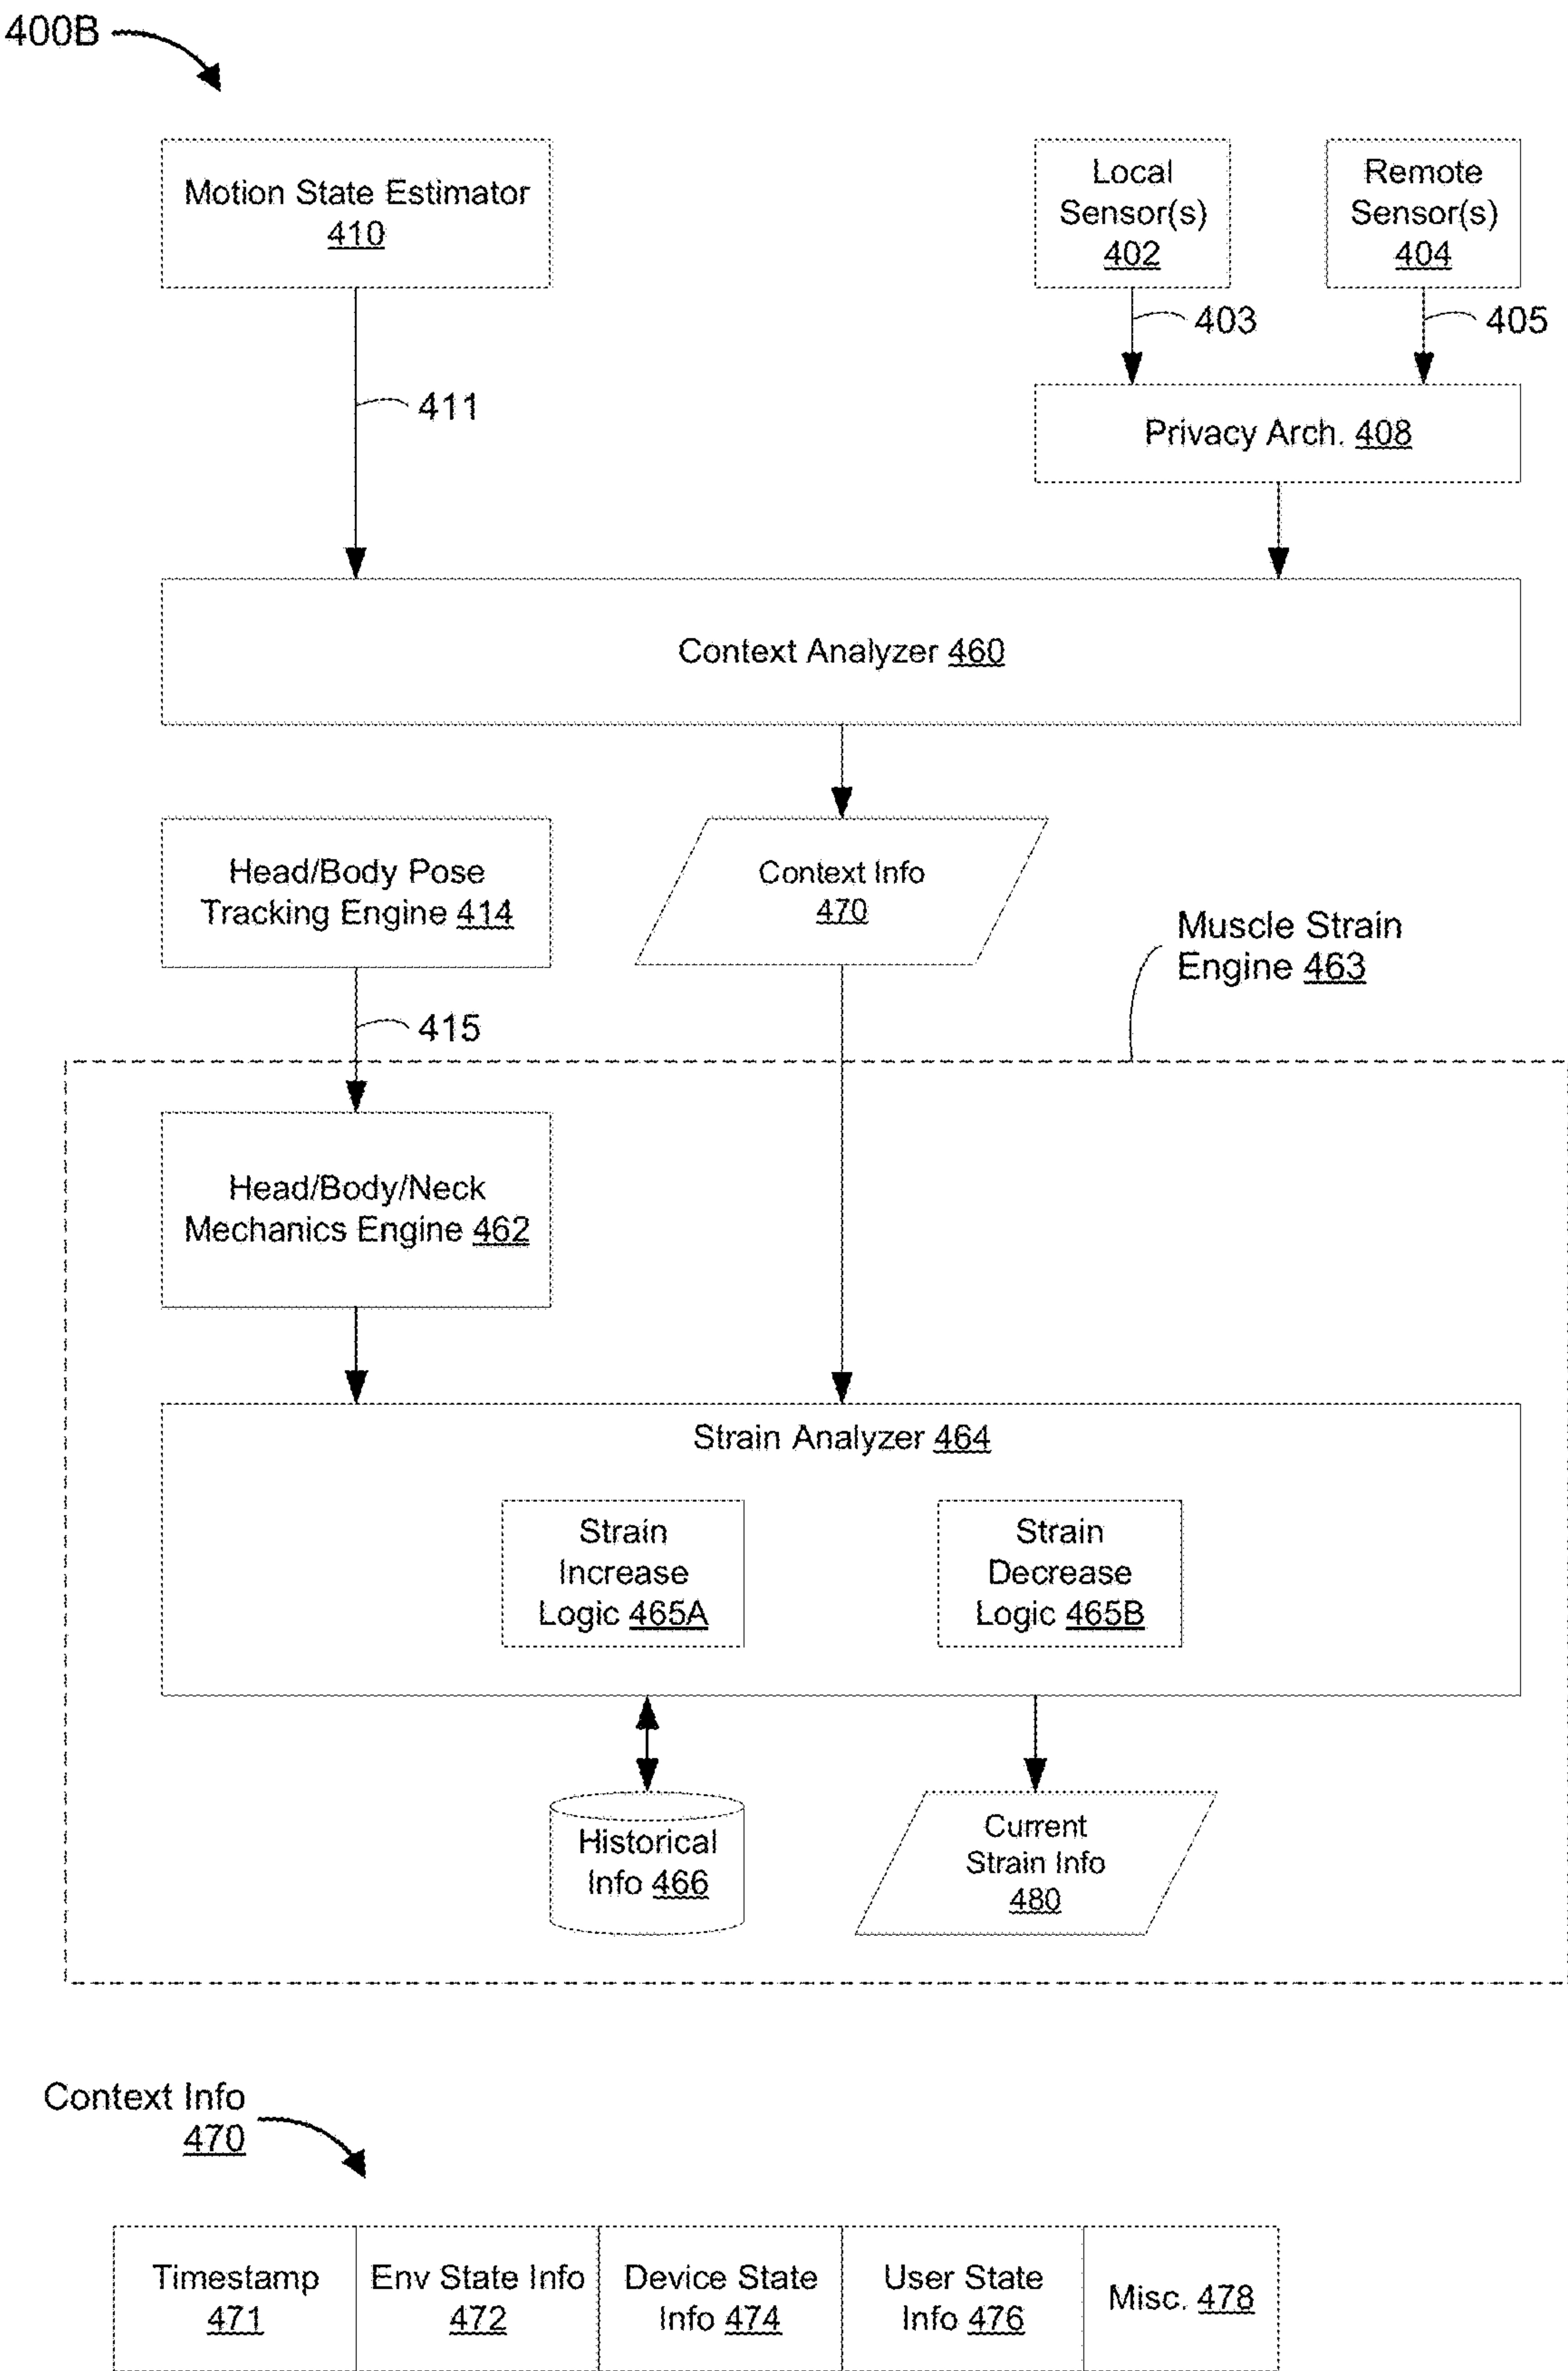 400B
Motion State Estimator
410
Local
Sensor(s)
402
Remote
Sensor(s)
404
403
405
411
Privacy Arch. 408
Context Analyzer 460
Head/Body Pose
Tracking Engine 414
Context Info
470
Muscle Strain
Engine 463
415
Head/Body/Neck
Mechanics Engine 462
Strain Analyzer 464
Strain
Increase
Logic 465A
Strain
Decrease
Logic 465B
Historical
Info 466
Current
Strain Info
480
Context Info
470
Timestamp
471
Env State Info
472
Device State
Info 474
User State
Info 476
Misc. 478